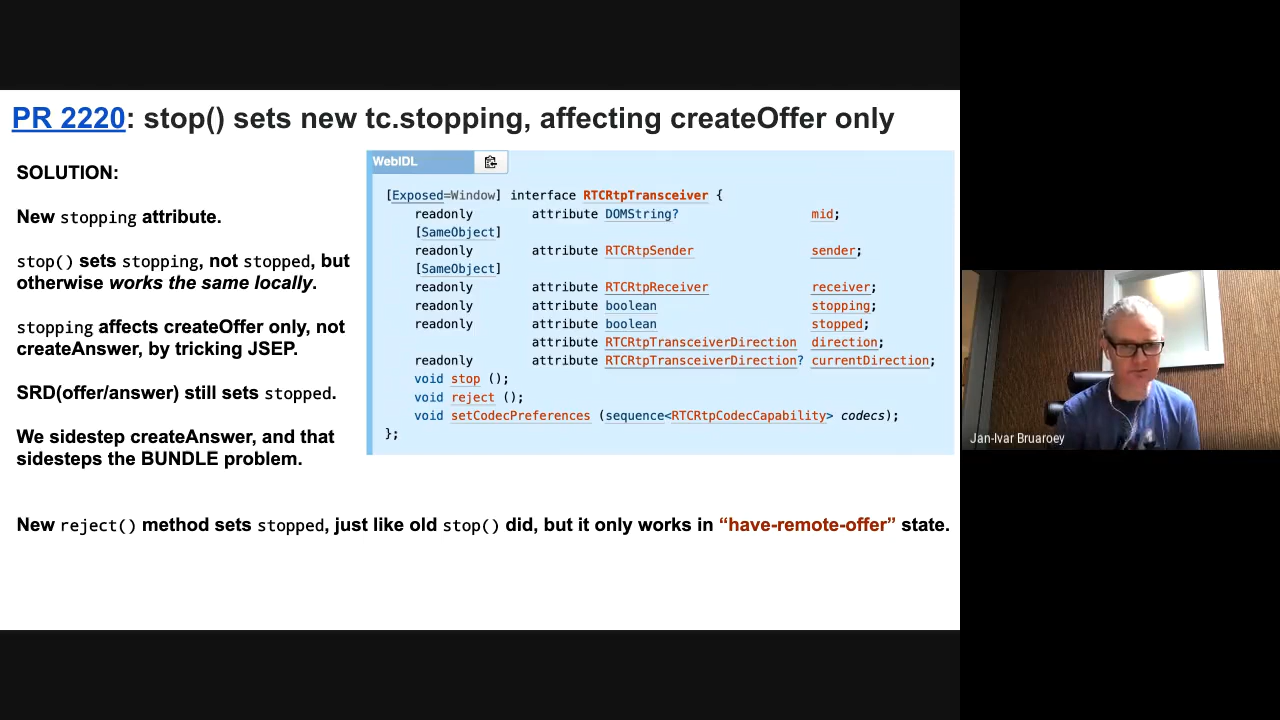 PR 2220: stop() sets new tc.stopping, affecting createOffer only
SOLUTION:
New stopping attribute.
stop() sets stopping, not stopped, but
otherwise works the same locally.
stopping affects createOffer only, not
createAnswer, by tricking JSEP.
SRD(offer/answer) still sets stopped.
We sidestep createAnswer, and that
sidesteps the BUNDLE problem.
WebIDL
[Exposed=Window] interface RTCRtpTransceiver {
readonly attribute DOMString? mid;
[SameObject]
readonly attribute RTCRtpSender sender;
[SameObject]
readonly attribute RTCRtpReceiver receiver;
readonly attribute boolean stopping;
readonly attribute boolean stopped;
attribute RTCRtpTransceiverDirection direction;
readonly attribute RTCRtpTransceiverDirection? currentDirection;
void stop ();
void reject ();
void setCodecPreferences (sequence<RTCRtpCodecCapability> codecs);
};
New reject() method sets stopped, just like old stop() did, but it only works in “have-remote-offer” state.
Jan-Ivar Bruaroey